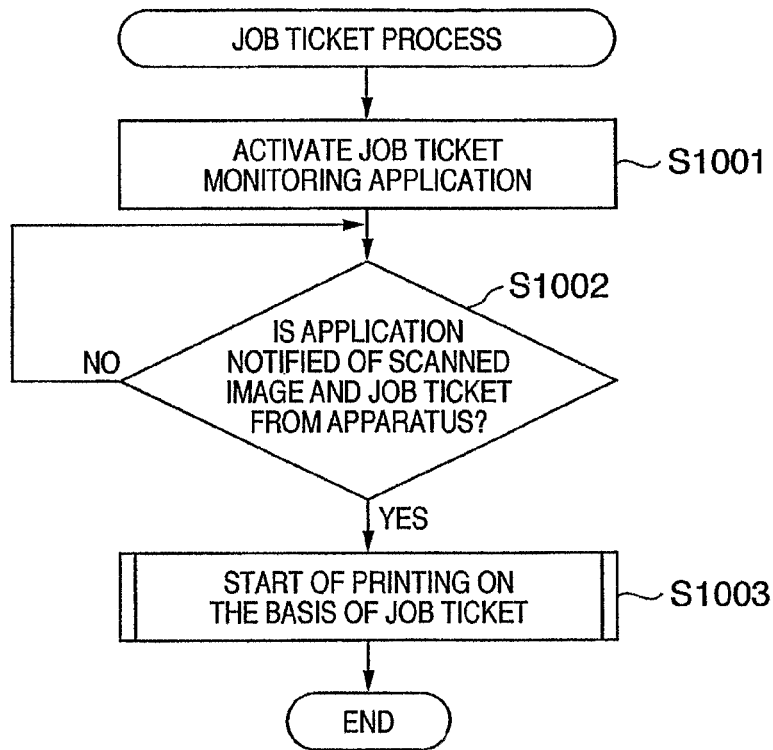 JOB TICKET PROCESS
ACTIVATE JOB TICKET
MONITORING APPLICATION
S1001
S1002
IS APPLICATION
NOTIFIED OF SCANNED
IMAGE AND JOB TICKET
FROM APPARATUS?
NO
YES
START OF PRINTING ON
THE BASIS OF JOB TICKET
S1003
END